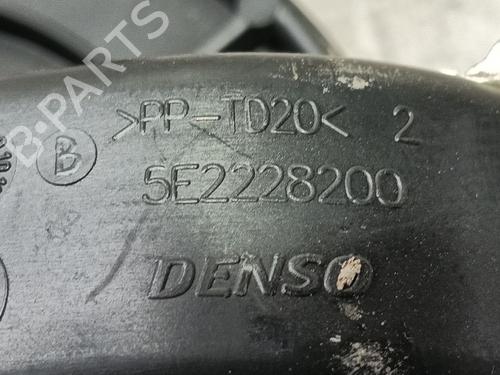 >PP-TD20< 2
B
5E2228200
DENSO
B-PARTS